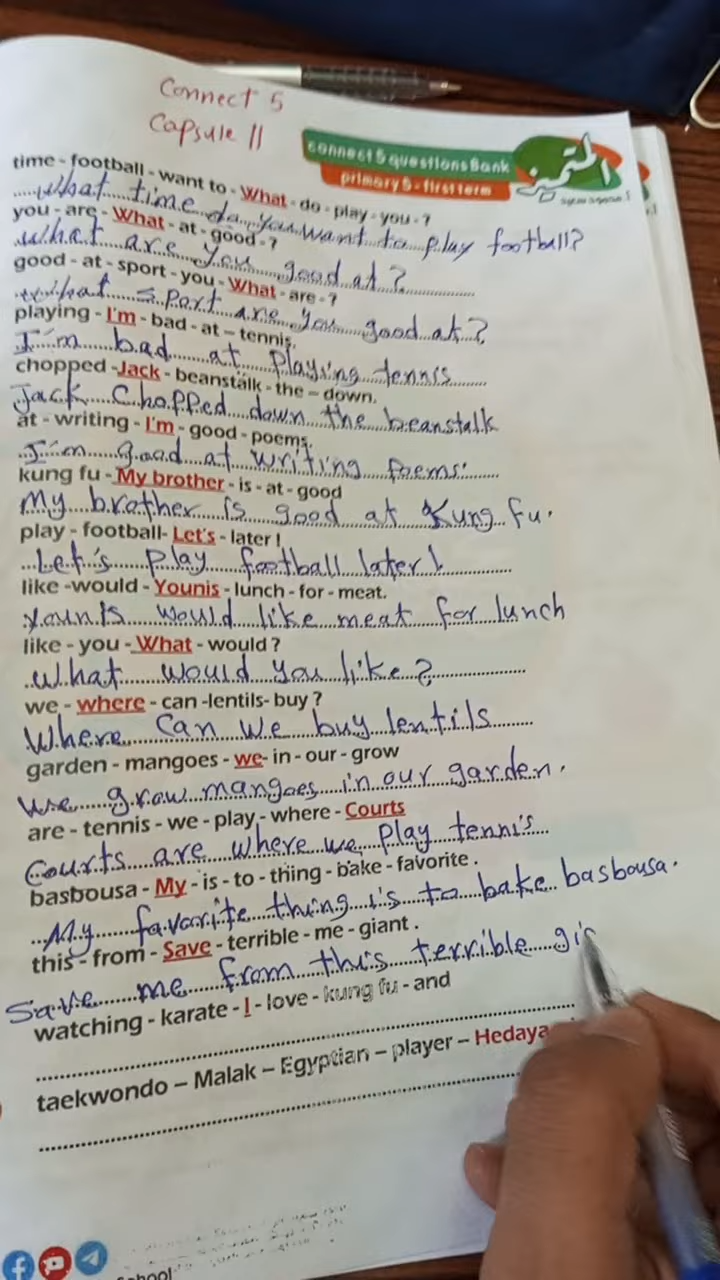 Connect 5
Capsule 11
connect 5 questions Bank
primary 5 - first term
المتميز
time - football - want to - What - do - play - you - ?
What time do you want to play football?
you - are - What - at - good - ?
What are you good at?
good - at - sport - you - What - are - ?
What sport are you good at?
playing - I'm - bad - at – tennis.
I'm bad at playing tennis
chopped -Jack - beanstalk - the – down.
Jack chopped down the beanstalk
at - writing - I'm - good - poems.
I'm good at writing poems.
kung fu - My brother - is - at - good
My brother is good at Kung fu.
play - football- Let's - later !
Let's play football later!
like -would - Younis - lunch - for - meat.
Younis would like meat for lunch
like - you - What - would ?
What would you like?
we - where - can -lentils- buy ?
Where can we buy lentils
garden - mangoes - we- in - our - grow
We grow mangoes in our garden.
are - tennis - we - play - where - Courts
Courts are where we play tennis
basbousa - My - is - to - thing - bake - favorite .
My favorite thing is to bake basbousa.
this - from - Save - terrible - me - giant .
Save me from this terrible gi
watching - karate - I - love - kung fu - and
taekwondo – Malak – Egyptian – player – Hedaya